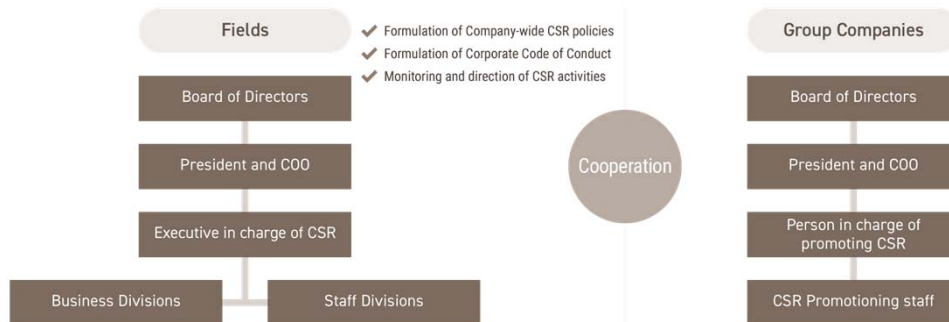 Fields
Formulation of Company-wide CSR policies
Formulation of Corporate Code of Conduct
Monitoring and direction of CSR activities
Board of Directors
President and COO
Executive in charge of CSR
Business Divisions
Staff Divisions
Cooperation
Group Companies
Board of Directors
President and COO
Person in charge of
promoting CSR
CSR Promotioning staff